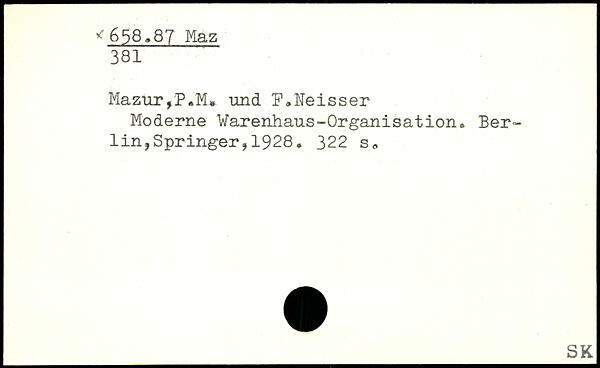 × 658.87 Maz
381
Mazur,P.M. und F.Neisser
Moderne Warenhaus-Organisation. Ber-
lin,Springer,1928. 322 s.
SK